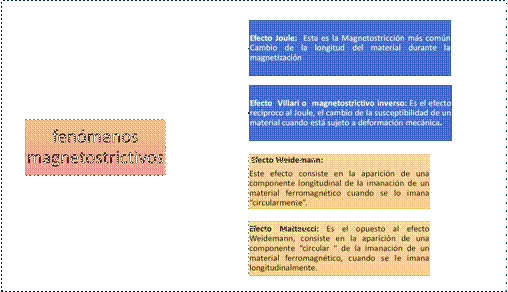 fenómenos
magnetostrictivos
Efecto Joule: Esta es la Magnetostricción más común
Cambio de la longitud del material durante la
magnetización
Efecto Villari o magnetostrictivo inverso: Es el efecto
recíproco al Joule, el cambio de la susceptibilidad de un
material cuando está sujeto a deformación mecánica.
Efecto Weidemann:
Este efecto consiste en la aparición de una
componente longitudinal de la imanación de un
material ferromagnético cuando se lo imana
"circularmente".
Efecto Matteucci: Es el opuesto al efecto
Weidemann, consiste en la aparición de una
componente "circular " de la imanación de un
material ferromagnético, cuando se le imana
longitudinalmente.